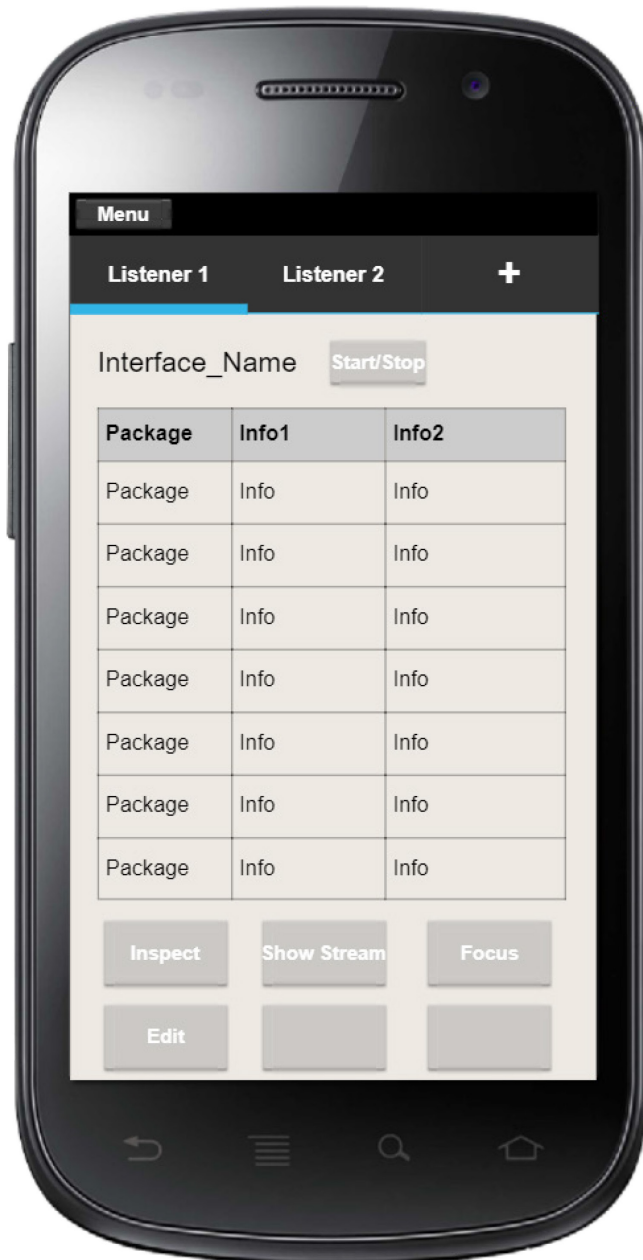 Menu
Listener 1 Listener 2 +
Interface_Name Start/Stop
Package Info1 Info2
Package Info Info
Package Info Info
Package Info Info
Package Info Info
Package Info Info
Package Info Info
Package Info Info
Inspect Show Stream Focus
Edit